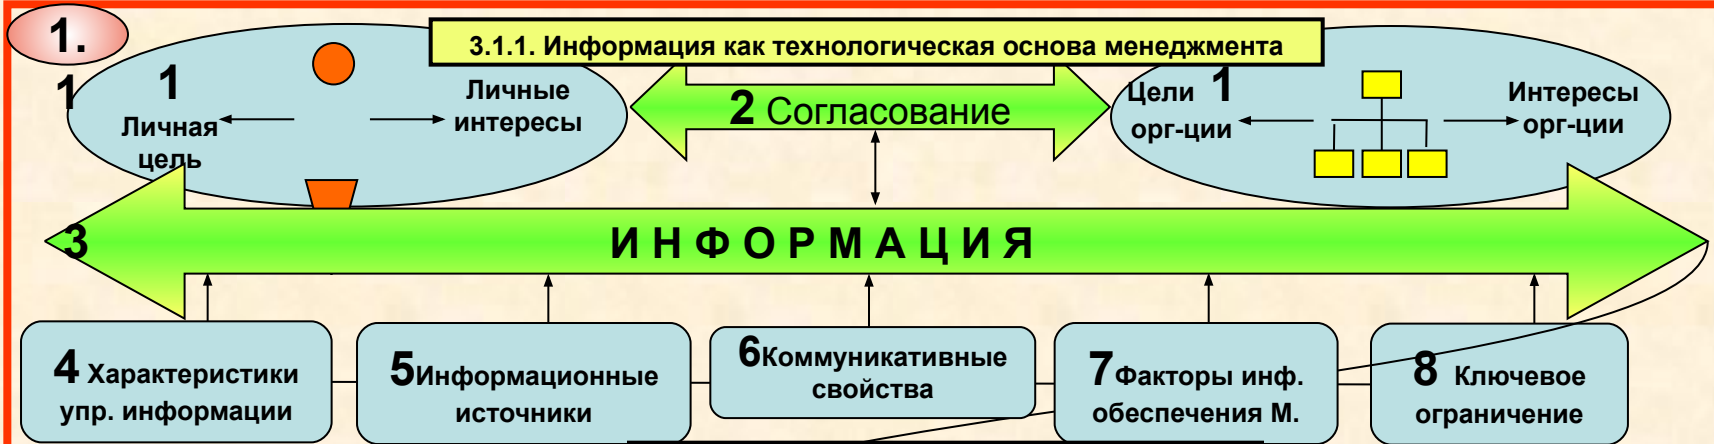 1.
1
3.1.1. Информация как технологическая основа менеджмента
1
Личная
цель
Личные
интересы
2 Согласование
Цели 1
орг-ции
Интересы
орг-ции
3
ИНФОРМАЦИЯ
4 Характеристики
упр. информации
5Информационные
источники
6Коммуникативные
свойства
7Факторы инф.
обеспечения М.
8 Ключевое
ограничение